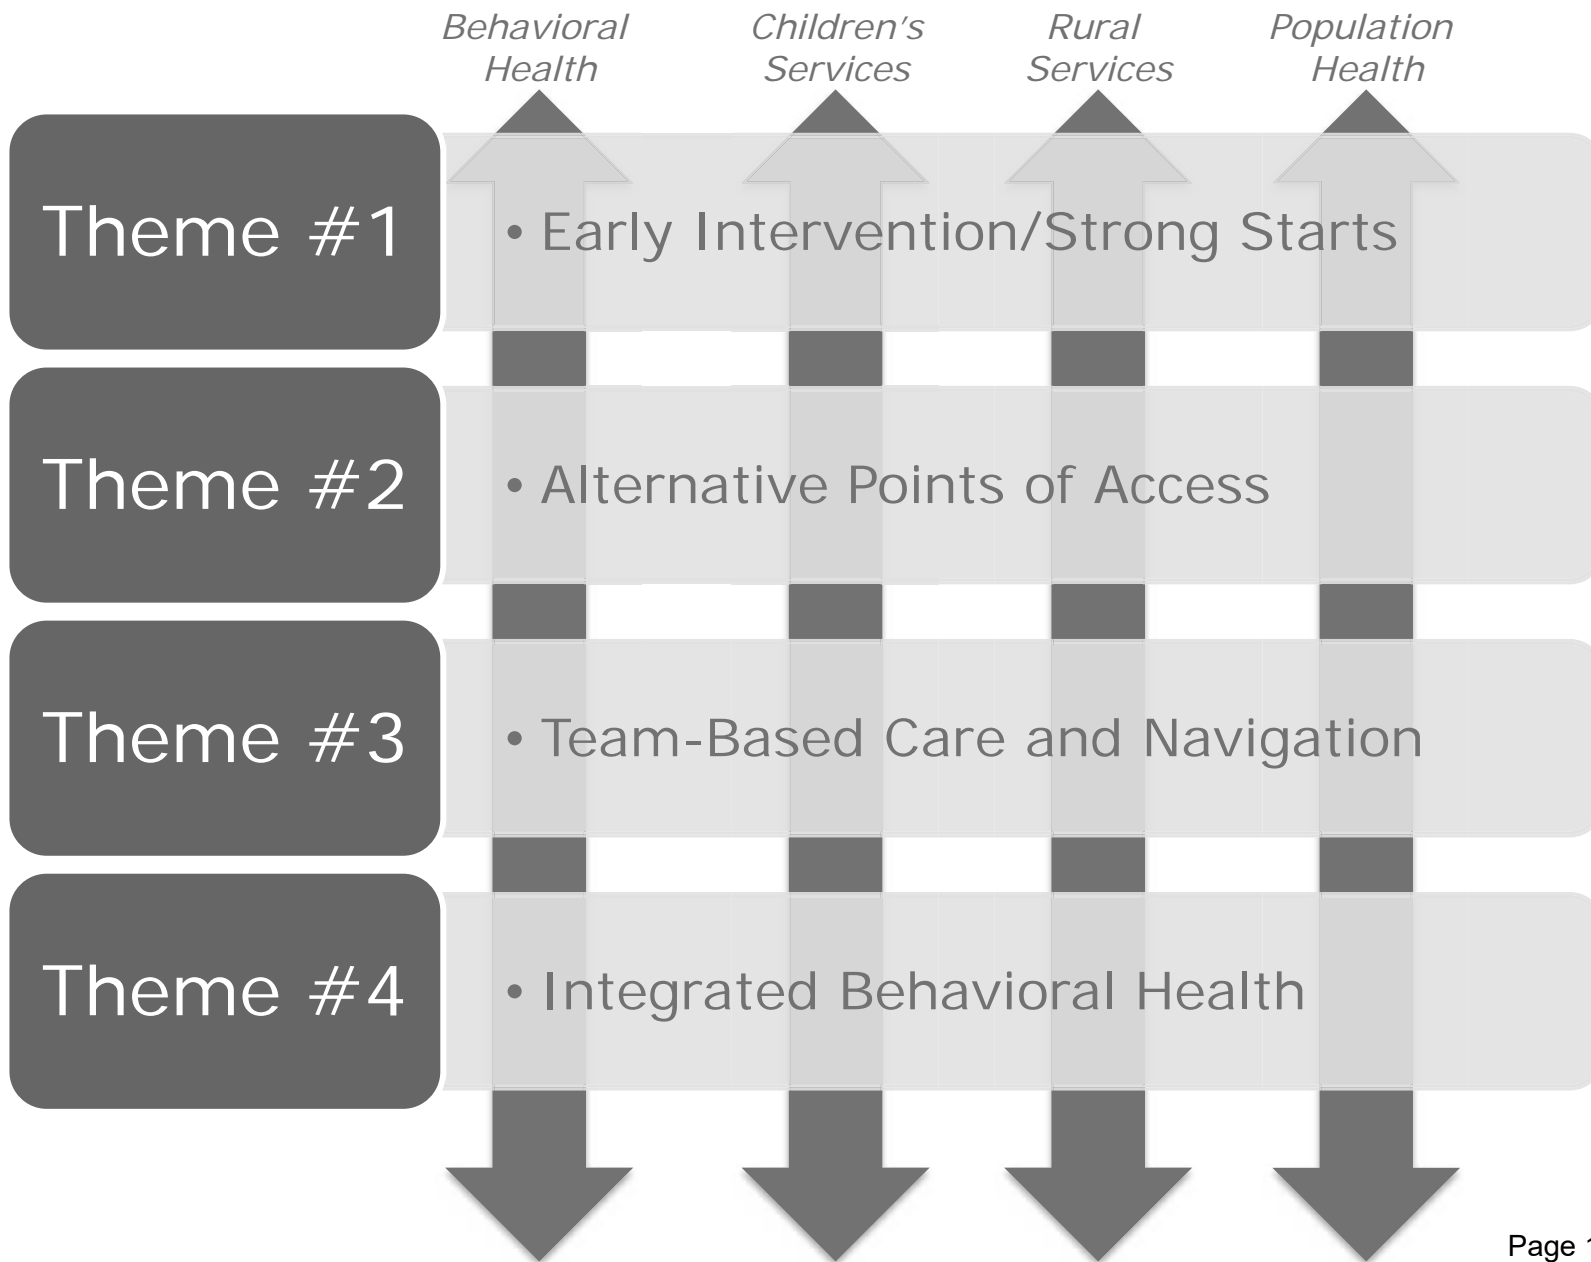 Behavioral Children's Rural Population
Health Services Services Health
Theme #1
• Early Intervention/Strong Starts
Theme #2
• Alternative Points of Access
Theme #3
• Team-Based Care and Navigation
Theme #4
• Integrated Behavioral Health
Page